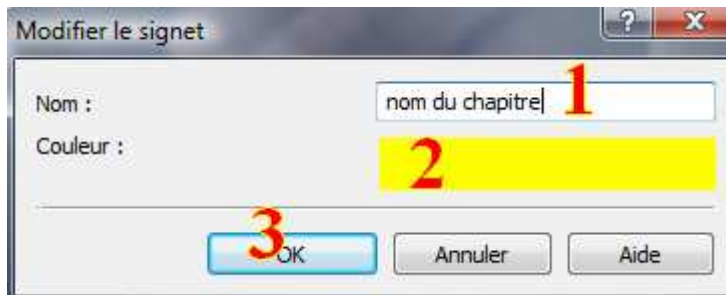 Modifier le signet ? X
Nom : nom du chapitre 1
Couleur : 2
3 OK Annuler Aide